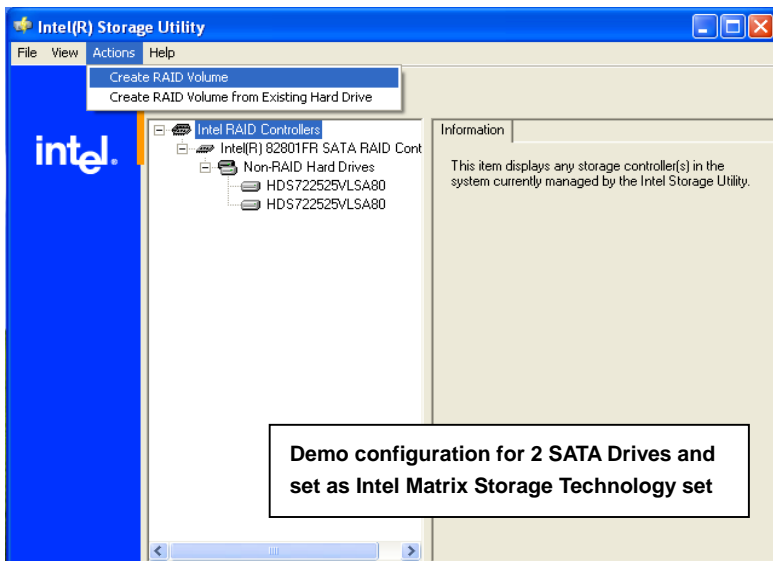 Intel(R) Storage Utility
File View Actions Help
Create RAID Volume
Create RAID Volume from Existing Hard Drive
intel.
Intel RAID Controllers
Intel(R) 82801FR SATA RAID Cont
Non-RAID Hard Drives
HDS722525VLSA80
HDS722525VLSA80
Information
This item displays any storage controller(s) in the
system currently managed by the Intel Storage Utility.
Demo configuration for 2 SATA Drives and
set as Intel Matrix Storage Technology set